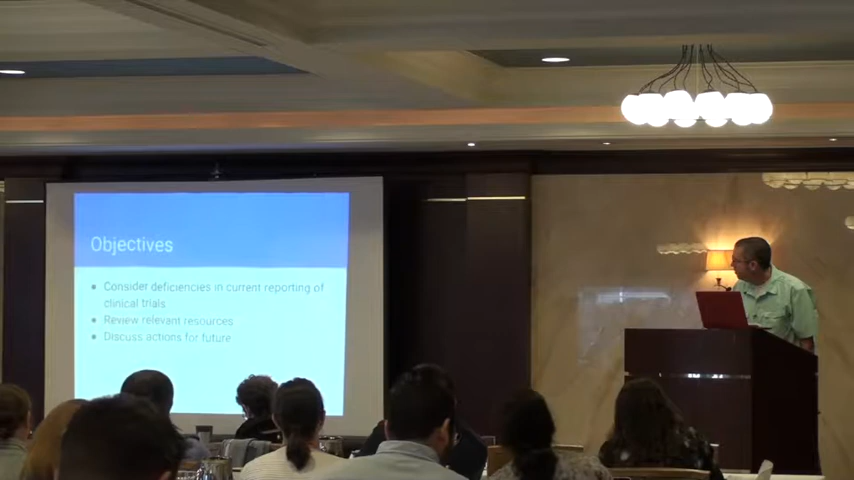 Objectives
● Consider deficiencies in current reporting of
clinical trials
● Review relevant resources
● Discuss actions for future